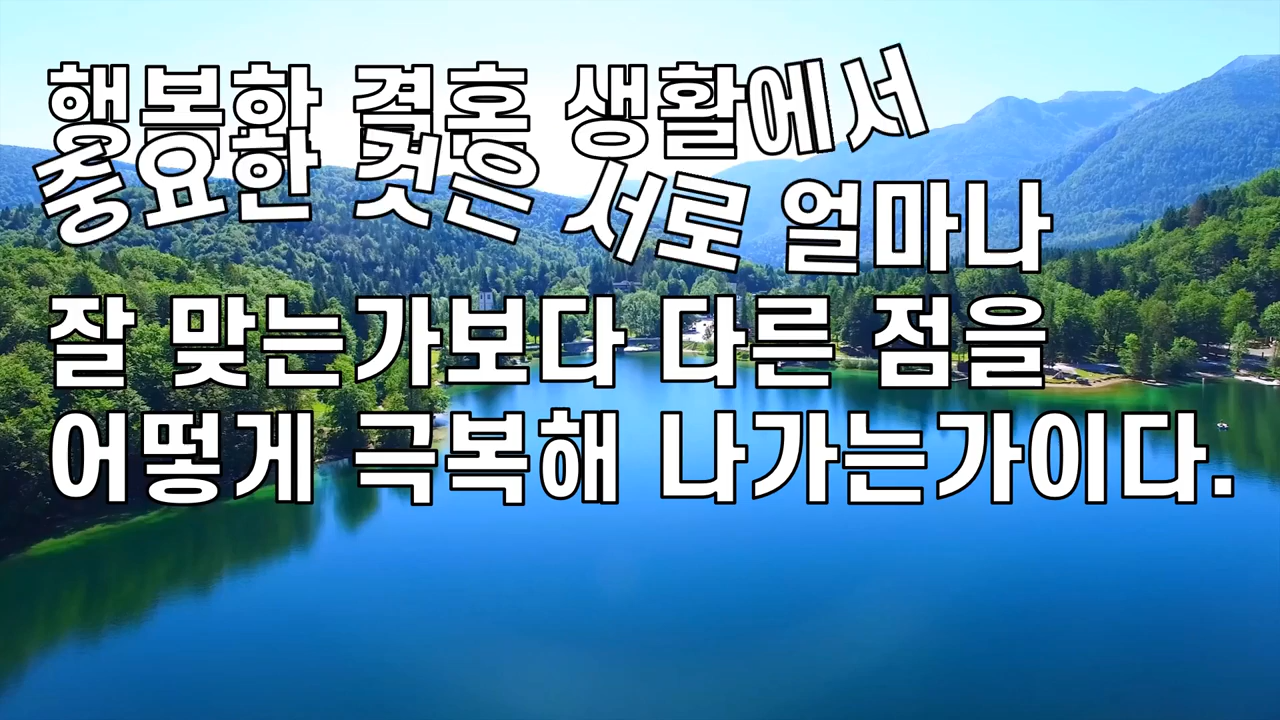 행복한 결혼 생활에서
중요한 것은 서로 얼마나
잘 맞는가보다 다른 점을
어떻게 극복해 나가는가이다.